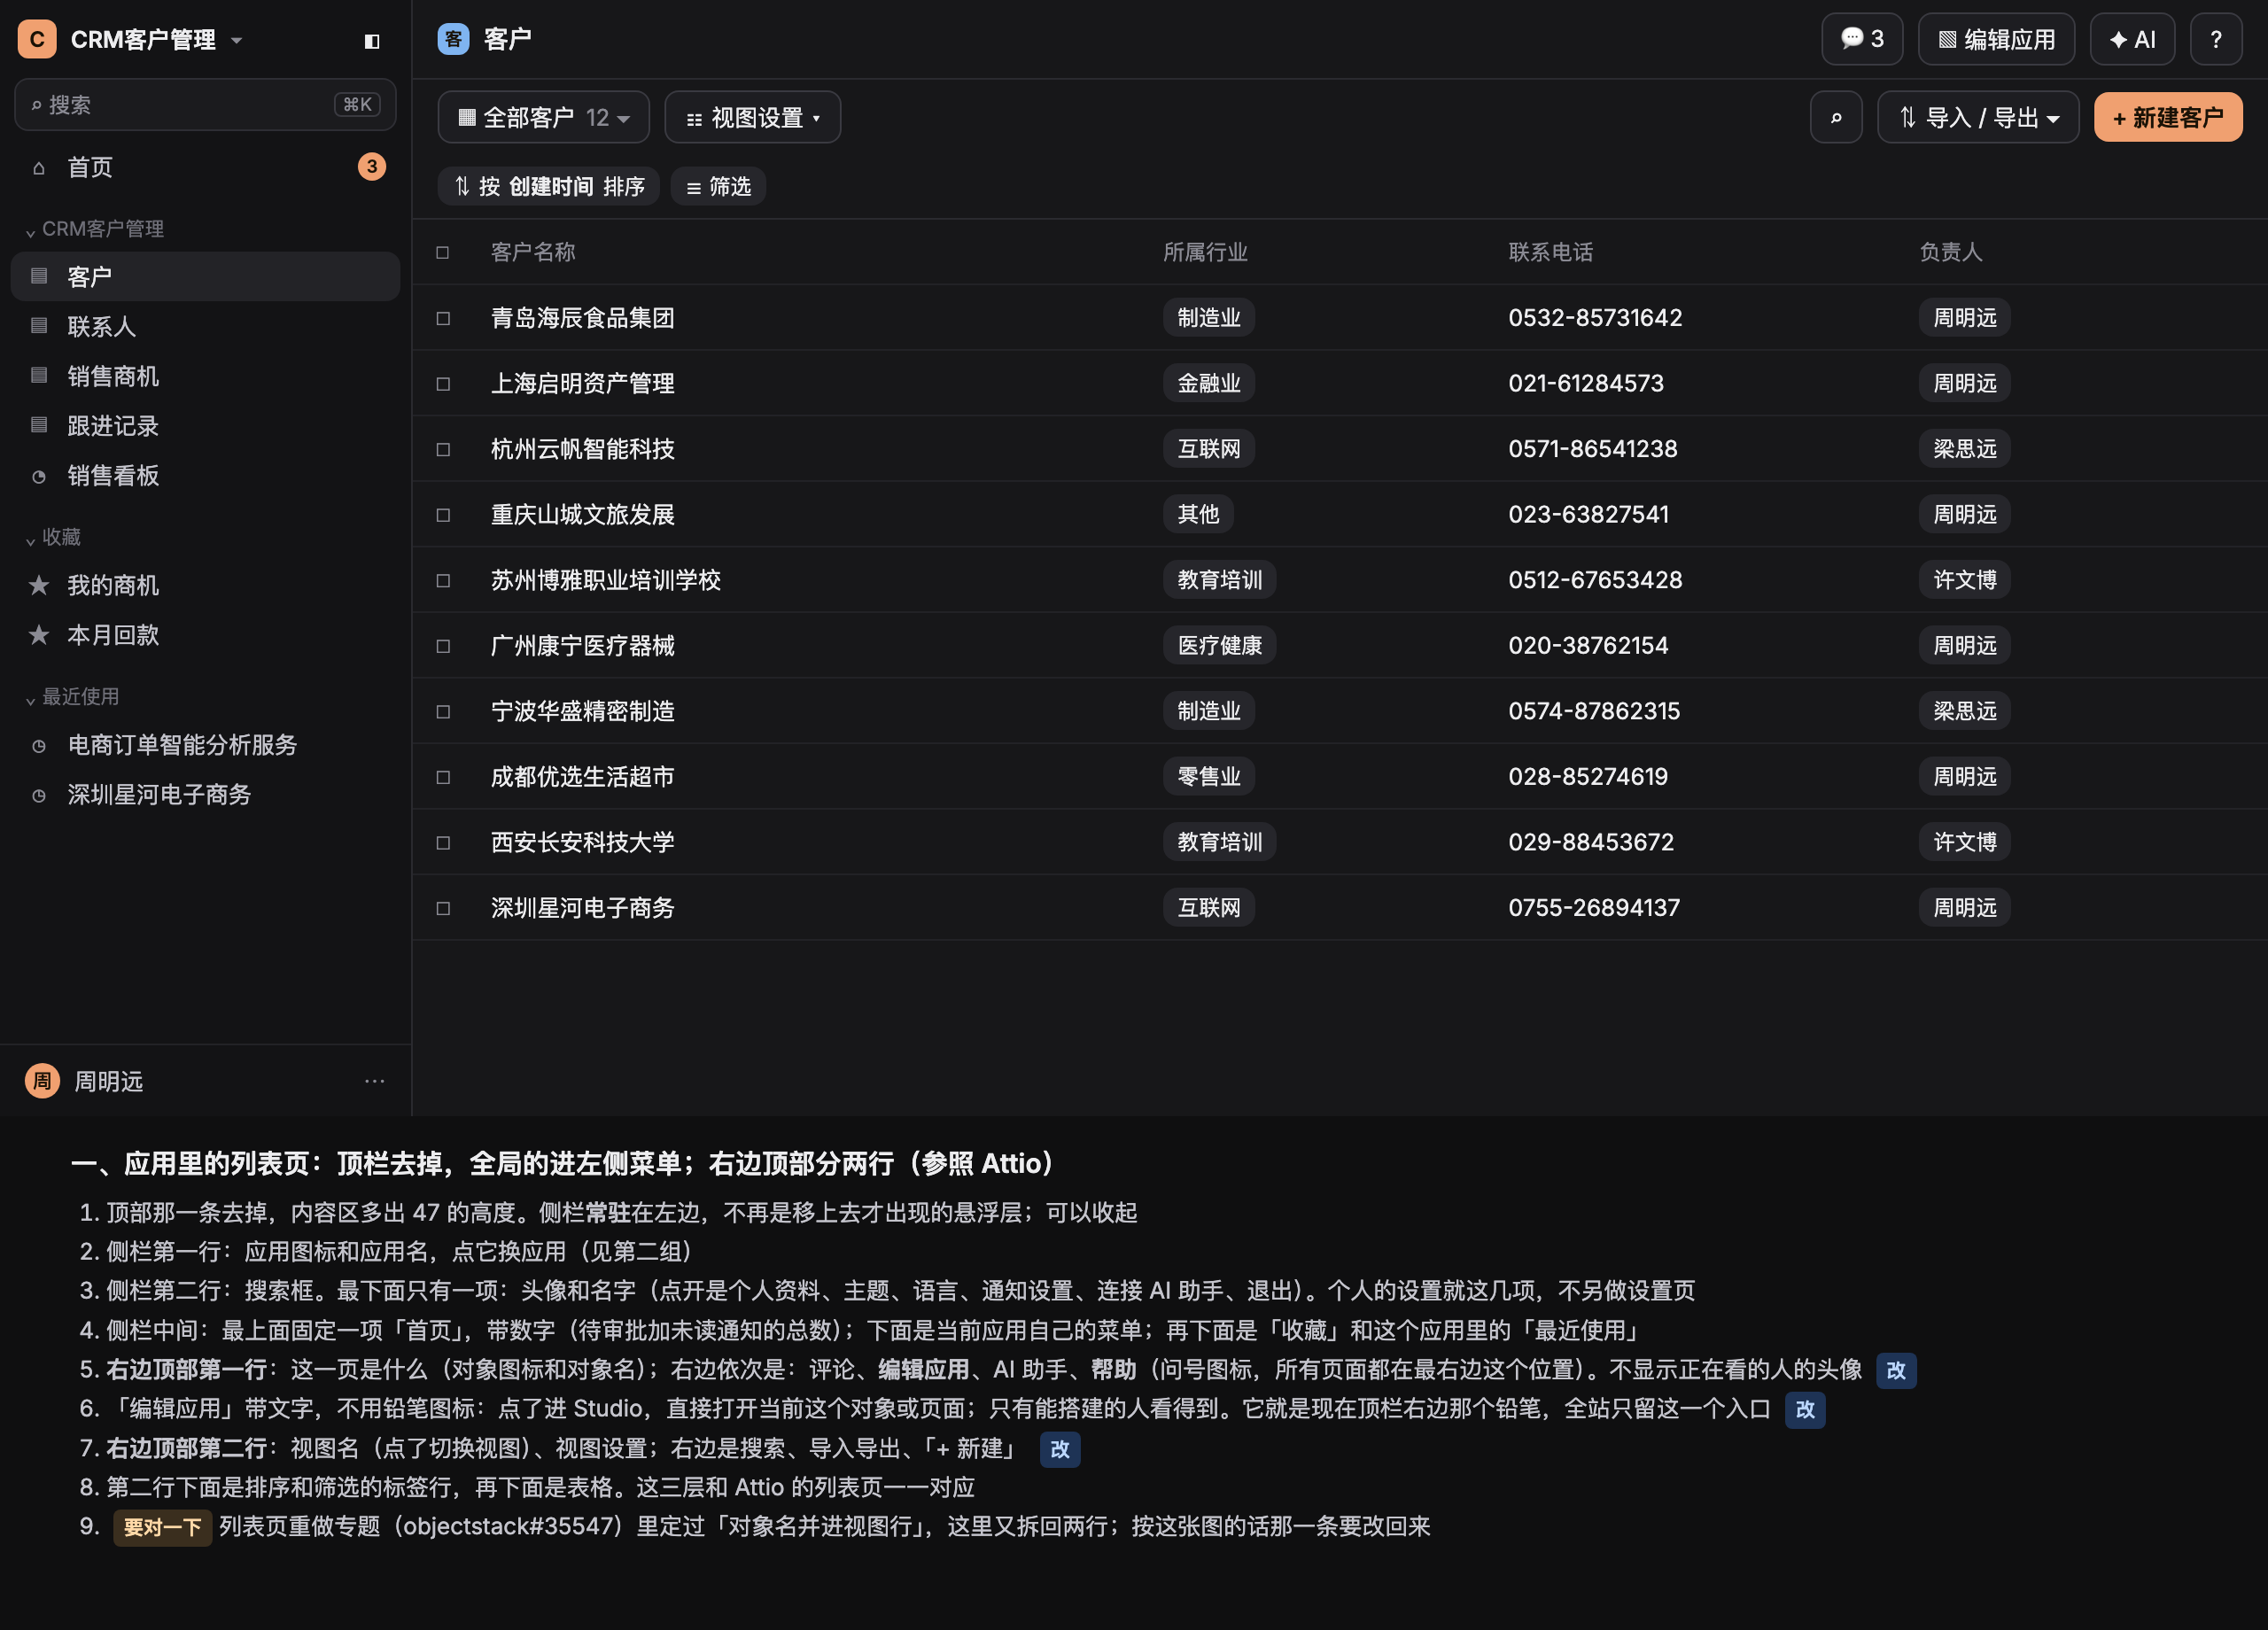 C CRM客户管理
搜索 ⌘K
首页 3
CRM客户管理
客户
联系人
销售商机
跟进记录
销售看板
收藏
我的商机
本月回款
最近使用
电商订单智能分析服务
深圳星河电子商务
周 周明远 ···
客 客户
3 编辑应用 AI ?
全部客户 12 视图设置
导入 / 导出 + 新建客户
按 创建时间 排序 筛选
客户名称 所属行业 联系电话 负责人
青岛海辰食品集团 制造业 0532-85731642 周明远
上海启明资产管理 金融业 021-61284573 周明远
杭州云帆智能科技 互联网 0571-86541238 梁思远
重庆山城文旅发展 其他 023-63827541 周明远
苏州博雅职业培训学校 教育培训 0512-67653428 许文博
广州康宁医疗器械 医疗健康 020-38762154 周明远
宁波华盛精密制造 制造业 0574-87862315 梁思远
成都优选生活超市 零售业 028-85274619 周明远
西安长安科技大学 教育培训 029-88453672 许文博
深圳星河电子商务 互联网 0755-26894137 周明远
一、应用里的列表页：顶栏去掉，全局的进左侧菜单；右边顶部分两行（参照 Attio）
1. 顶部那一条去掉，内容区多出 47 的高度。侧栏常驻在左边，不再是移上去才出现的悬浮层；可以收起
2. 侧栏第一行：应用图标和应用名，点它换应用（见第二组）
3. 侧栏第二行：搜索框。最下面只有一项：头像和名字（点开是个人资料、主题、语言、通知设置、连接 AI 助手、退出）。个人的设置就这几项，不另做设置页
4. 侧栏中间：最上面固定一项「首页」，带数字（待审批加未读通知的总数）；下面是当前应用自己的菜单；再下面是「收藏」和这个应用里的「最近使用」
5. 右边顶部第一行：这一页是什么（对象图标和对象名）；右边依次是：评论、编辑应用、AI 助手、帮助（问号图标，所有页面都在最右边这个位置）。不显示正在看的人的头像 改
6. 「编辑应用」带文字，不用铅笔图标：点了进 Studio，直接打开当前这个对象或页面；只有能搭建的人看得到。它就是现在顶栏右边那个铅笔，全站只留这一个入口 改
7. 右边顶部第二行：视图名（点了切换视图）、视图设置；右边是搜索、导入导出、「+ 新建」 改
8. 第二行下面是排序和筛选的标签行，再下面是表格。这三层和 Attio 的列表页一一对应
9. 要对一下 列表页重做专题（objectstack#35547）里定过「对象名并进视图行」，这里又拆回两行；按这张图的话那一条要改回来